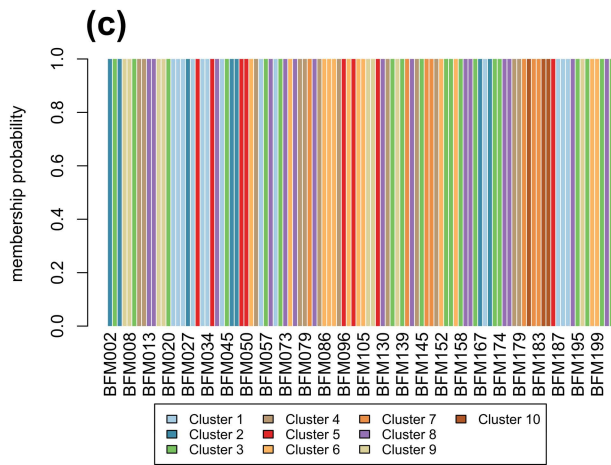 (c)
membership probability
1.0
0.8
0.6
0.4
0.2
0.0
BFM002
BFM008
BFM013
BFM020
BFM027
BFM034
BFM045
BFM050
BFM057
BFM073
BFM079
BFM086
BFM096
BFM105
BFM130
BFM139
BFM145
BFM152
BFM158
BFM167
BFM174
BFM179
BFM183
BFM187
BFM195
BFM199
Cluster 1 Cluster 4 Cluster 7 Cluster 10
Cluster 2 Cluster 5 Cluster 8
Cluster 3 Cluster 6 Cluster 9